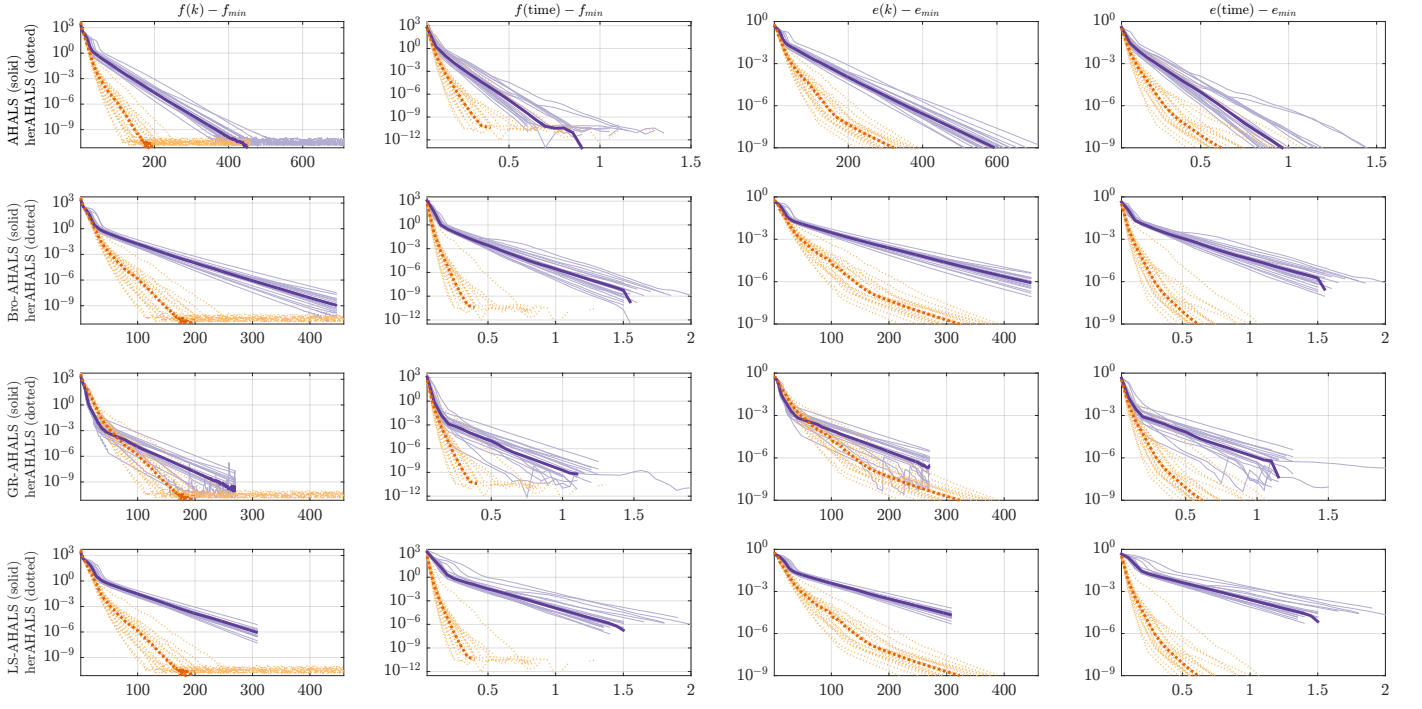 f(k) − f_min
f(time) − f_min
e(k) − e_min
e(time) − e_min
AHALS (solid)
herAHALS (dotted)
10^3 10^0 10^-3 10^-6 10^-9
200 400 600
10^3 10^0 10^-3 10^-6 10^-9 10^-12
0.5 1 1.5
10^0 10^-3 10^-6 10^-9
200 400 600
10^0 10^-3 10^-6 10^-9
0.5 1 1.5
Bro-AHALS (solid)
herAHALS (dotted)
10^3 10^0 10^-3 10^-6 10^-9
100 200 300 400
10^3 10^0 10^-3 10^-6 10^-9 10^-12
0.5 1 1.5 2
10^0 10^-3 10^-6 10^-9
100 200 300 400
10^0 10^-3 10^-6 10^-9
0.5 1 1.5 2
GR-AHALS (solid)
herAHALS (dotted)
10^3 10^0 10^-3 10^-6 10^-9
100 200 300 400
10^3 10^0 10^-3 10^-6 10^-9 10^-12
0.5 1 1.5
10^0 10^-3 10^-6 10^-9
100 200 300 400
10^0 10^-3 10^-6 10^-9
0.5 1 1.5
LS-AHALS (solid)
herAHALS (dotted)
10^3 10^0 10^-3 10^-6 10^-9
100 200 300 400
10^3 10^0 10^-3 10^-6 10^-9 10^-12
0.5 1 1.5 2
10^0 10^-3 10^-6 10^-9
100 200 300 400
10^0 10^-3 10^-6 10^-9
0.5 1 1.5 2